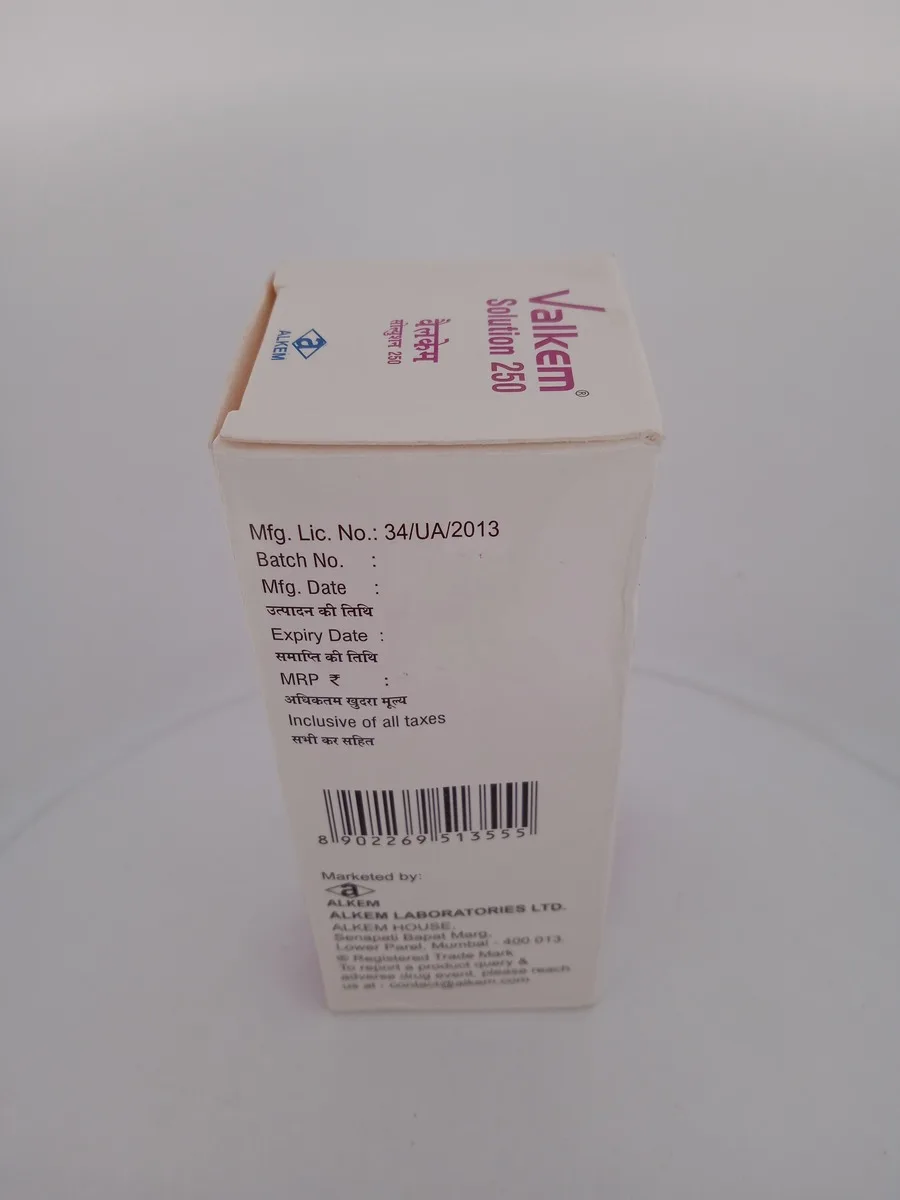 Valkem®
Solution 250
वैलकेम
सोल्युशन 250
a
ALKEM
Mfg. Lic. No.: 34/UA/2013
Batch No. :
Mfg. Date :
उत्पादन की तिथि
Expiry Date :
समाप्ति की तिथि
MRP ₹ :
अधिकतम खुदरा मूल्य
Inclusive of all taxes
सभी कर सहित
8 902269 513555
Marketed by:
a
ALKEM
ALKEM LABORATORIES LTD.
ALKEM HOUSE,
Senapati Bapat Marg,
Lower Parel, Mumbai - 400 013.
® Registered Trade Mark
To report a product query &
adverse drug event, please reach
us at : contact@alkem.com